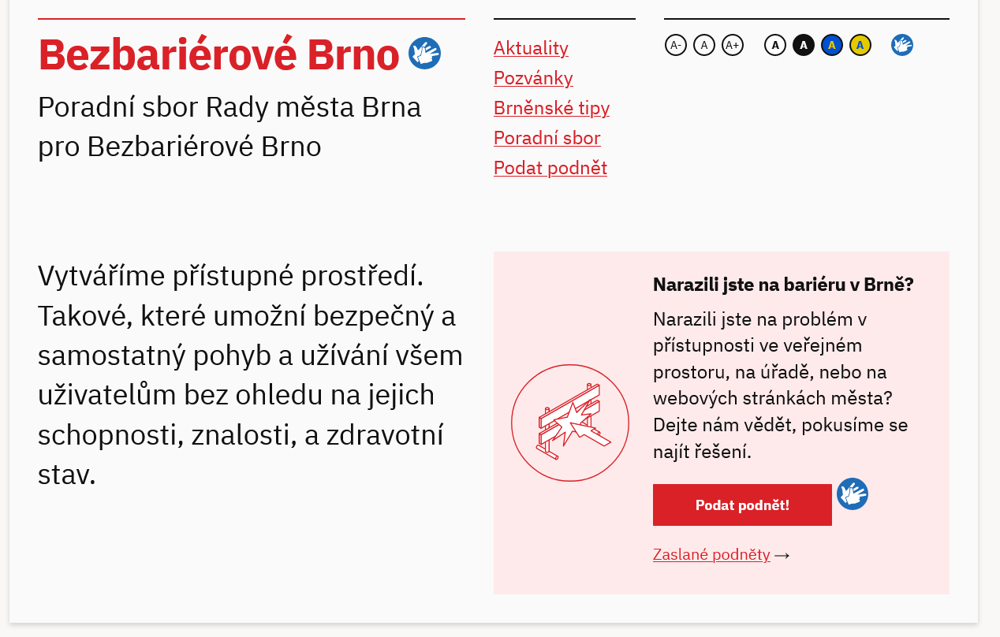 Bezbariérové Brno
Poradní sbor Rady města Brna
pro Bezbariérové Brno
Aktuality
Pozvánky
Brněnské tipy
Poradní sbor
Podat podnět
A- A A+ A A A A
Vytváříme přístupné prostředí.
Takové, které umožní bezpečný a
samostatný pohyb a užívání všem
uživatelům bez ohledu na jejich
schopnosti, znalosti, a zdravotní
stav.
Narazili jste na bariéru v Brně?
Narazili jste na problém v
přístupnosti ve veřejném
prostoru, na úřadě, nebo na
webových stránkách města?
Dejte nám vědět, pokusíme se
najít řešení.
Podat podnět!
Zaslané podněty →